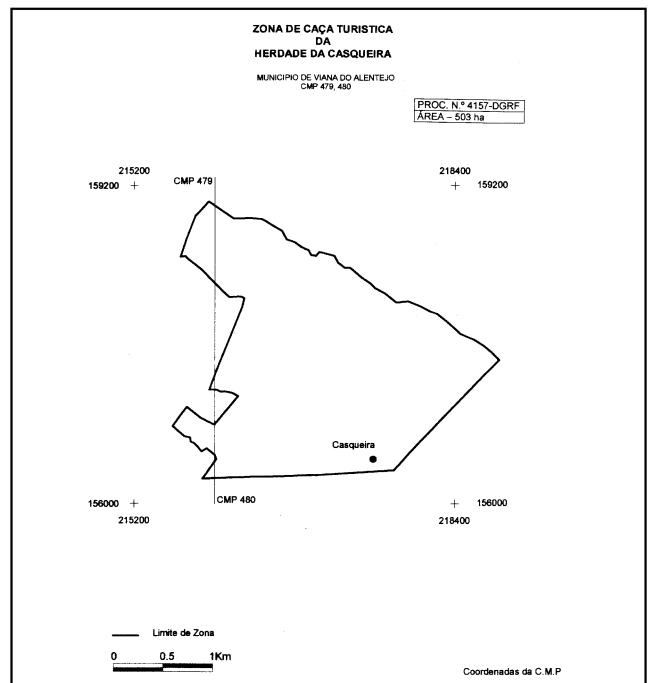 ZONA DE CAÇA TURISTICA
DA
HERDADE DA CASQUEIRA
MUNICIPIO DE VIANA DO ALENTEJO
CMP 479, 480
PROC. N.º 4157-DGRF
ÁREA – 503 ha
215200
218400
159200
CMP 479
159200
Casqueira
156000
CMP 480
156000
215200
218400
Limite de Zona
0 0.5 1Km
Coordenadas da C.M.P